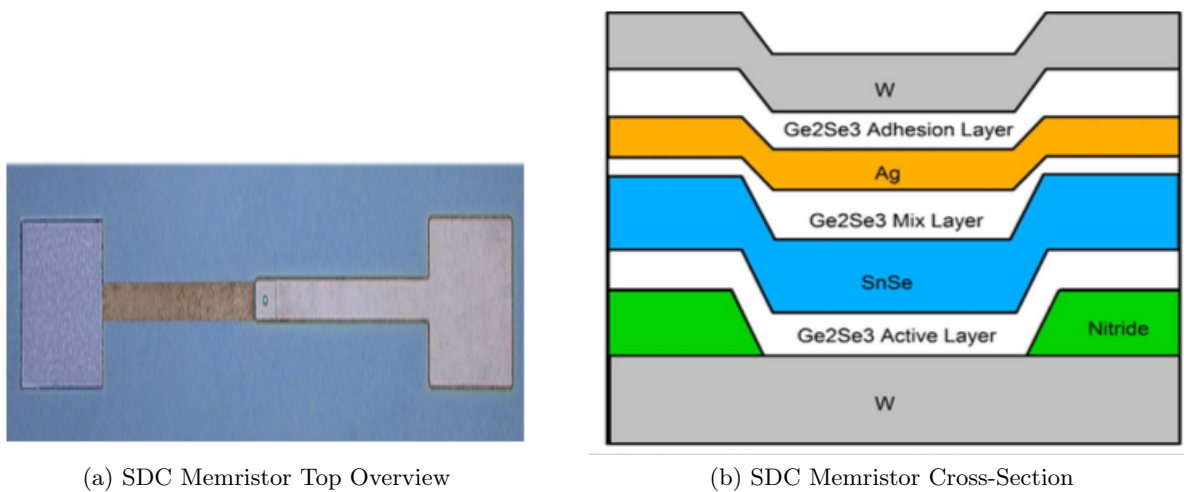 W
Ge2Se3 Adhesion Layer
Ag
Ge2Se3 Mix Layer
SnSe
Ge2Se3 Active Layer
Nitride
W
(a) SDC Memristor Top Overview
(b) SDC Memristor Cross-Section